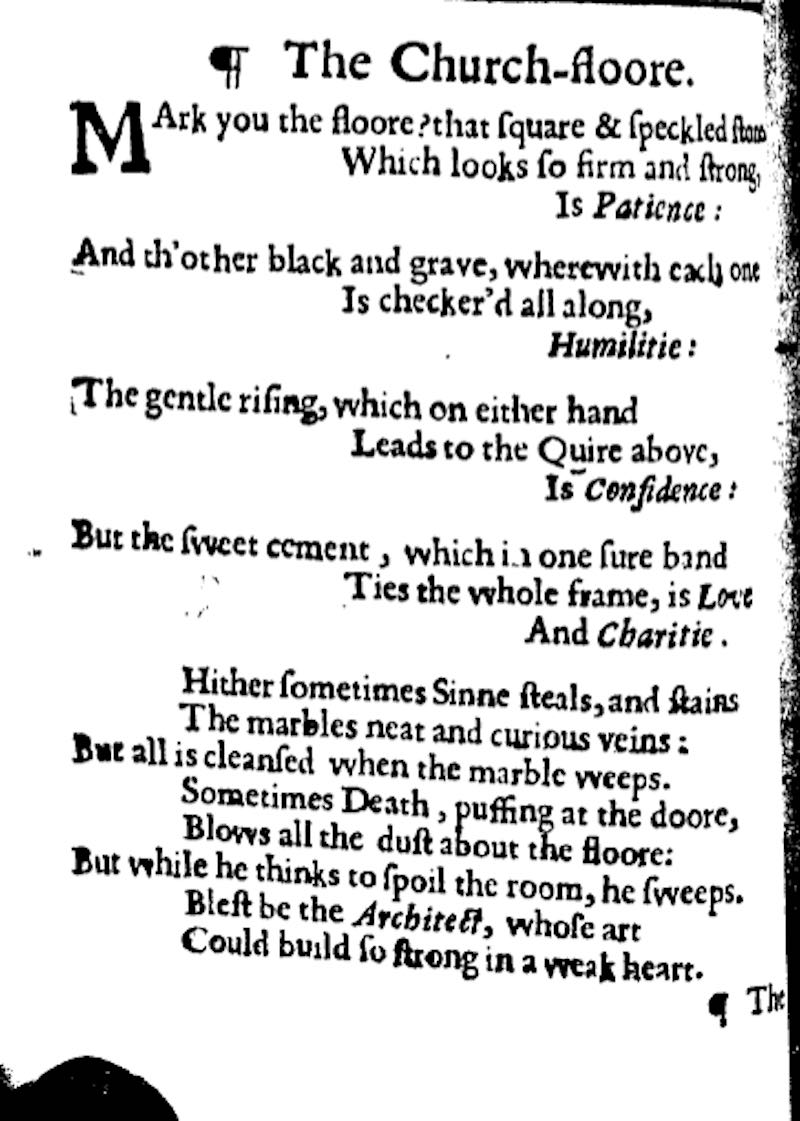 ¶ The Church-floore.
MArk you the floore? that ſquare & ſpeckled ſtone
Which looks ſo firm and ſtrong,
Is Patience:
And th'other black and grave, wherewith each one
Is checker'd all along,
Humilitie:
The gentle riſing, which on either hand
Leads to the Quire above,
Is Confidence:
But the ſweet cement, which in one ſure band
Ties the whole frame, is Love
And Charitie.
Hither ſometimes Sinne ſteals, and ſtains
The marbles neat and curious veins:
But all is cleanſed when the marble weeps.
Sometimes Death, puffing at the doore,
Blows all the duſt about the floore:
But while he thinks to ſpoil the room, he ſweeps.
Bleſt be the Architect, whoſe art
Could build ſo ſtrong in a weak heart.
¶ The